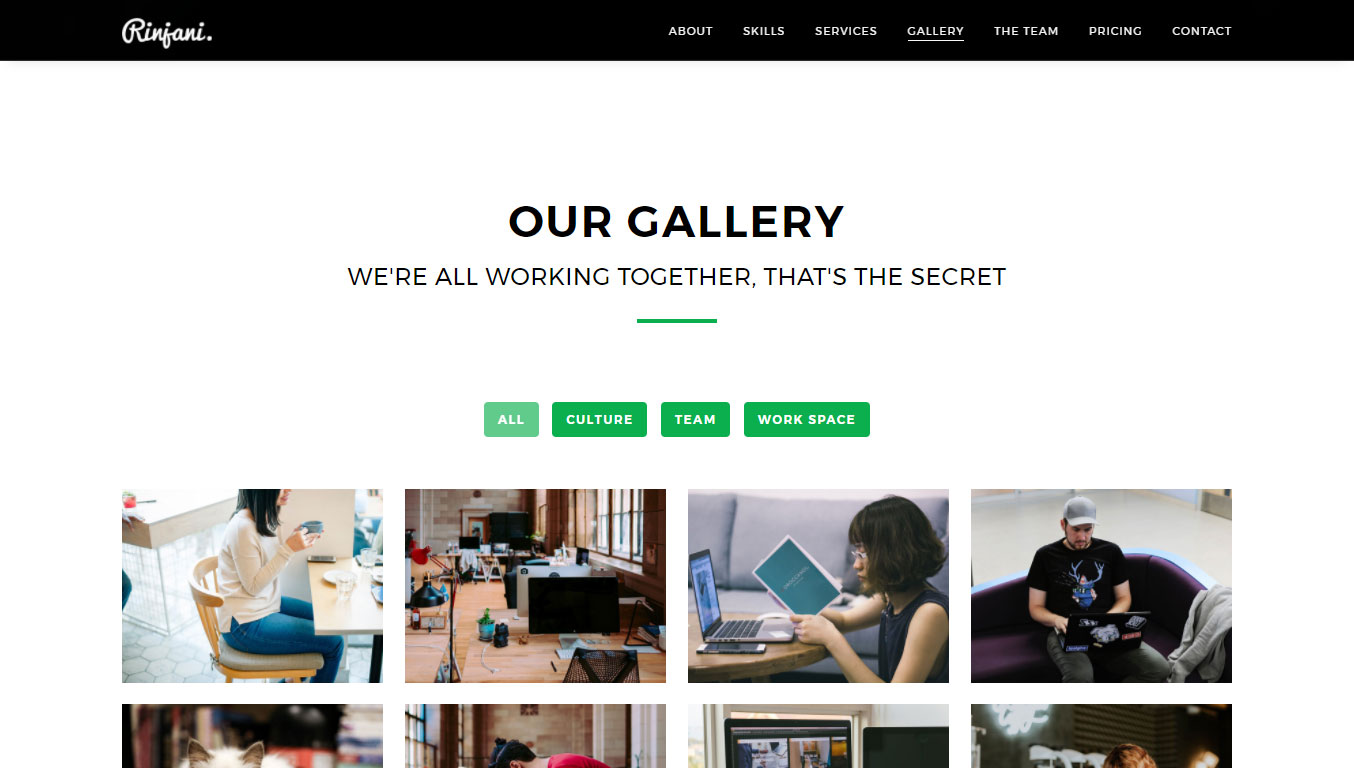 Rinjani.
ABOUT SKILLS SERVICES GALLERY THE TEAM PRICING CONTACT
OUR GALLERY
WE'RE ALL WORKING TOGETHER, THAT'S THE SECRET
ALL CULTURE TEAM WORK SPACE